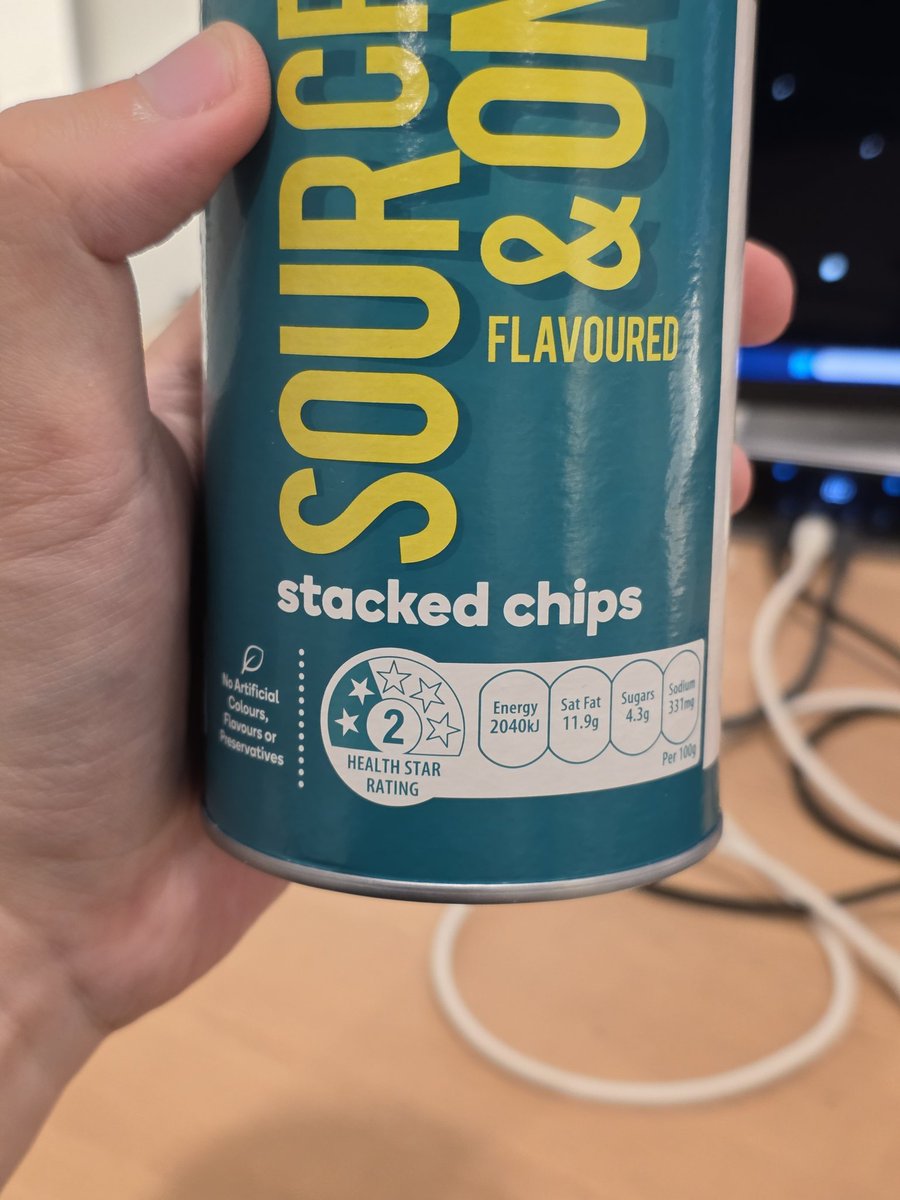 SOUR
& ON
FLAVOURED
stacked chips
No Artificial
Colours,
Flavours or
Preservatives
2
HEALTH STAR
RATING
Energy
2040kJ
Sat Fat
11.9g
Sugars
4.3g
Sodium
331mg
Per 100g